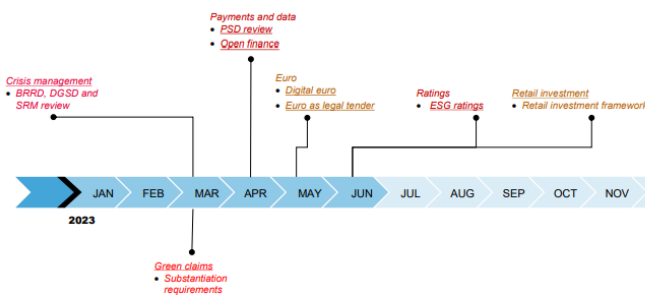 Payments and data
• PSD review
• Open finance
Crisis management
• BRRD, DGSD and
SRM review
Euro
• Digital euro
• Euro as legal tender
Ratings
• ESG ratings
Retail investment
• Retail investment framework
JAN FEB MAR APR MAY JUN JUL AUG SEP OCT NOV
2023
Green claims
• Substantiation
requirements